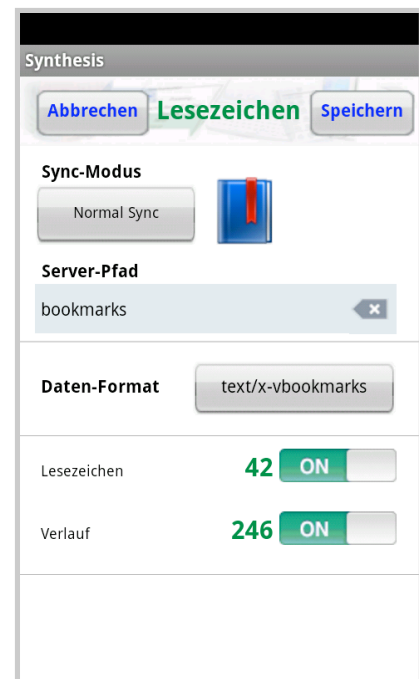 Synthesis
Abbrechen Lesezeichen Speichern
Sync-Modus
Normal Sync
Server-Pfad
bookmarks
Daten-Format text/x-vbookmarks
Lesezeichen 42 ON
Verlauf 246 ON